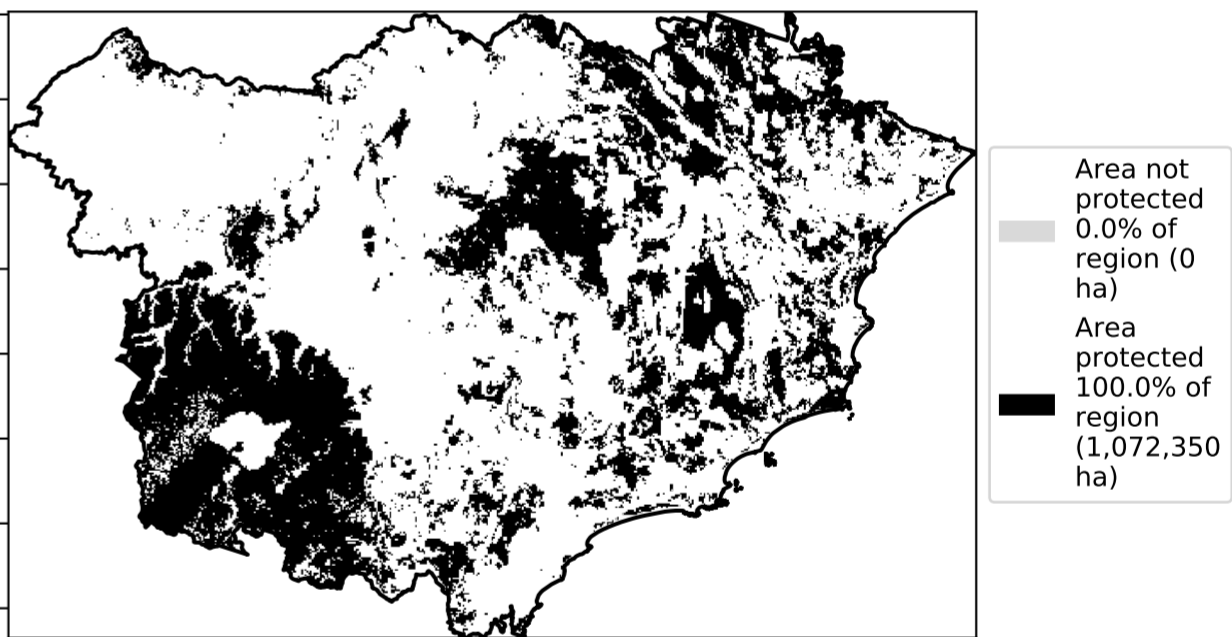 Area not
protected
0.0% of
region (0
ha)
Area
protected
100.0% of
region
(1,072,350
ha)